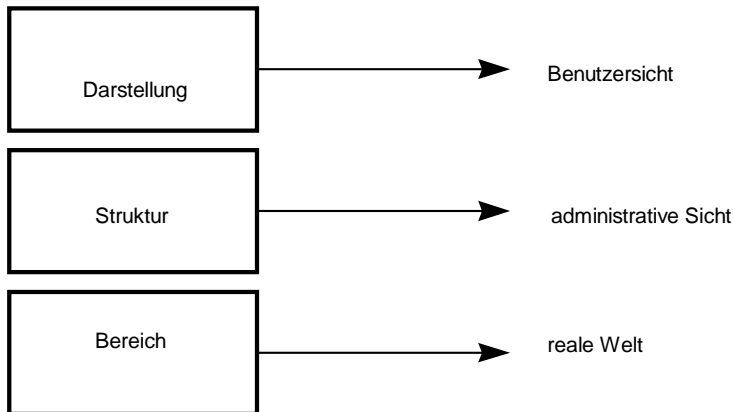 Darstellung
Benutzersicht
Struktur
administrative Sicht
Bereich
reale Welt